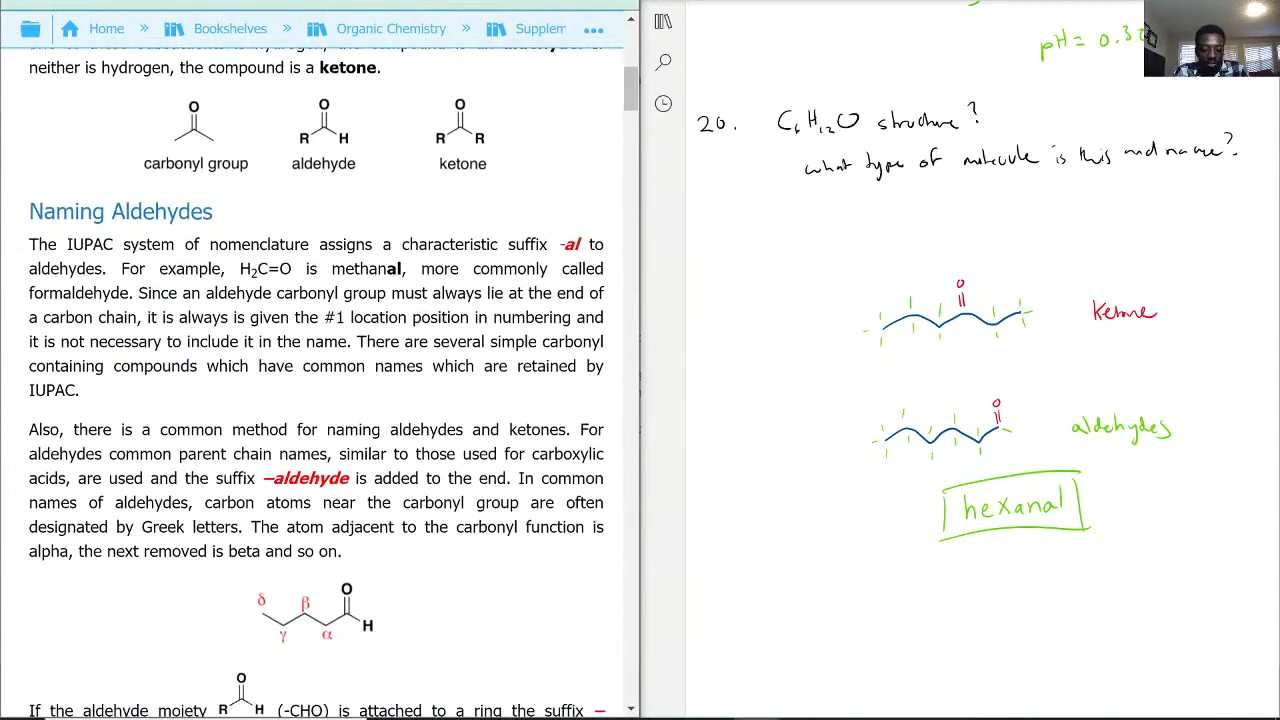 Home » Bookshelves » Organic Chemistry » Supplem ...
neither is hydrogen, the compound is a ketone.
O
O
R H
O
R R
carbonyl group aldehyde ketone
Naming Aldehydes
The IUPAC system of nomenclature assigns a characteristic suffix -al to
aldehydes. For example, H₂C=O is methanal, more commonly called
formaldehyde. Since an aldehyde carbonyl group must always lie at the end of
a carbon chain, it is always is given the #1 location position in numbering and
it is not necessary to include it in the name. There are several simple carbonyl
containing compounds which have common names which are retained by
IUPAC.
Also, there is a common method for naming aldehydes and ketones. For
aldehydes common parent chain names, similar to those used for carboxylic
acids, are used and the suffix –aldehyde is added to the end. In common
names of aldehydes, carbon atoms near the carbonyl group are often
designated by Greek letters. The atom adjacent to the carbonyl function is
alpha, the next removed is beta and so on.
δ β O
γ α H
O
If the aldehyde moiety R H (-CHO) is attached to a ring the suffix –
pH = 0.3
20. C₆H₁₂O structure?
what type of molecule is this and name?
O
Ketone
O
aldehydes
hexanal